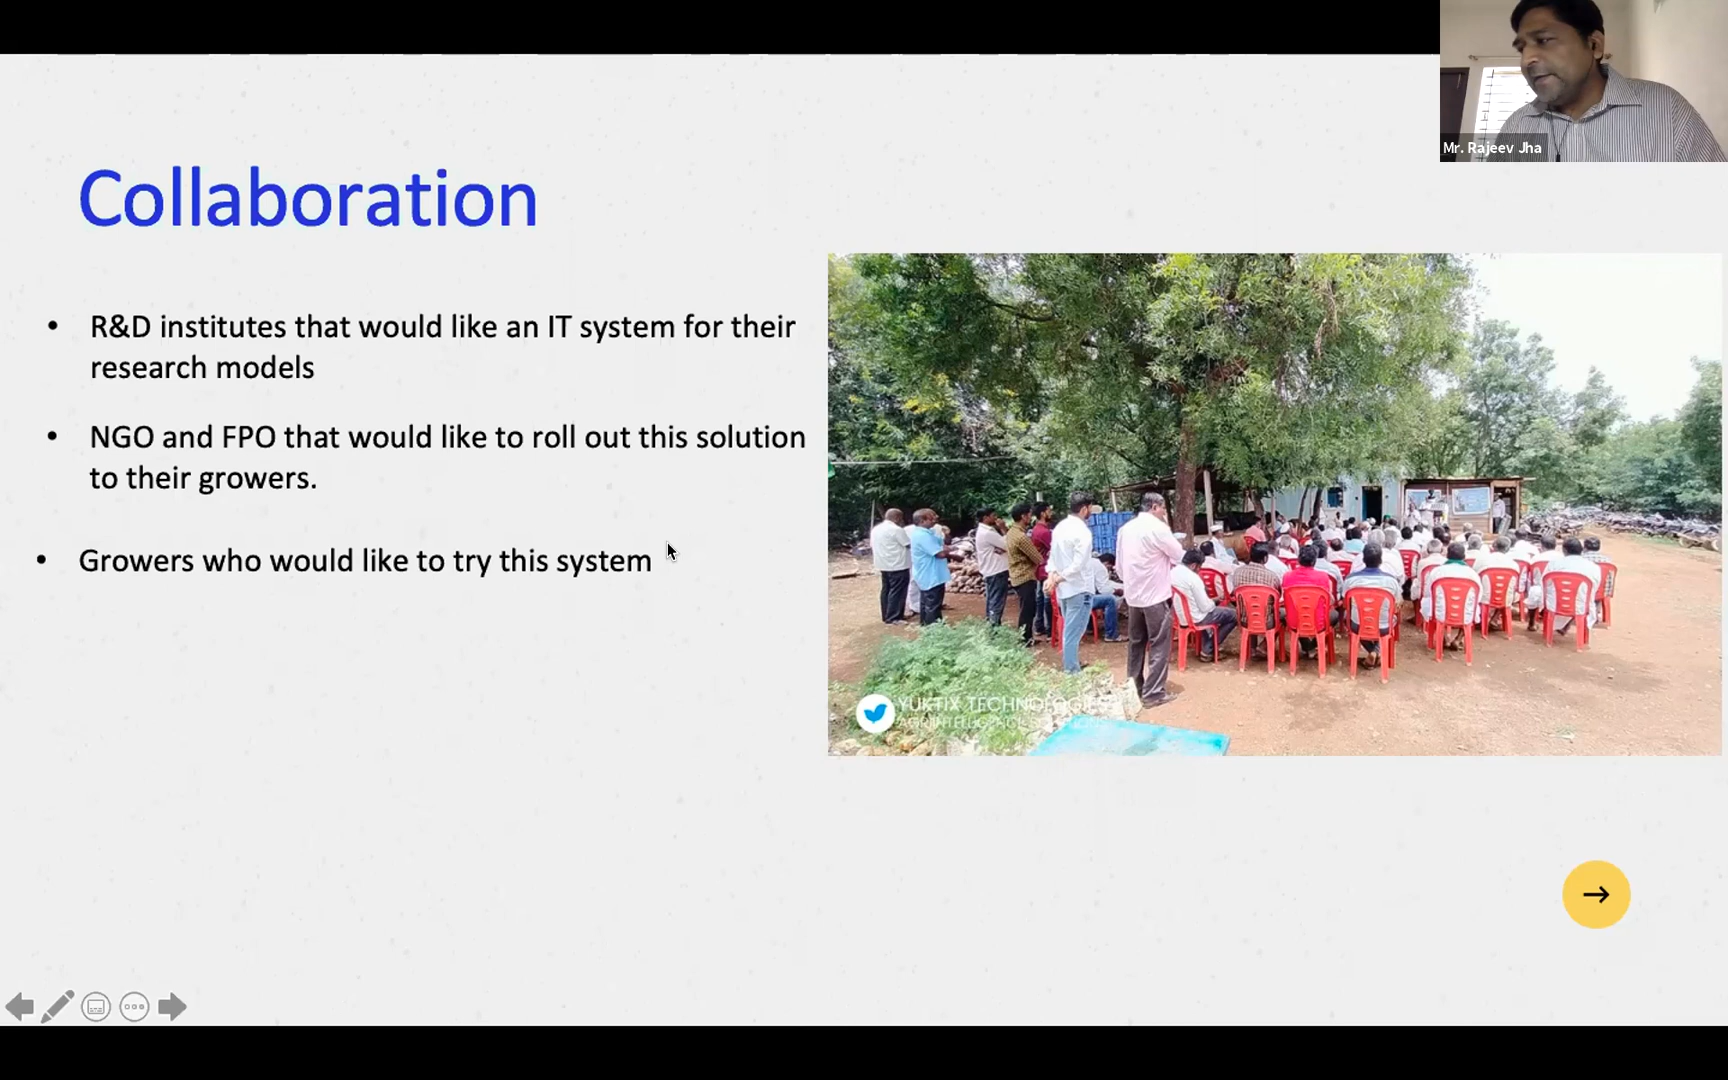 Mr. Rajeev Jha
Collaboration
• R&D institutes that would like an IT system for their
research models
• NGO and FPO that would like to roll out this solution
to their growers.
• Growers who would like to try this system
YUKTIX TECHNOLOGIES